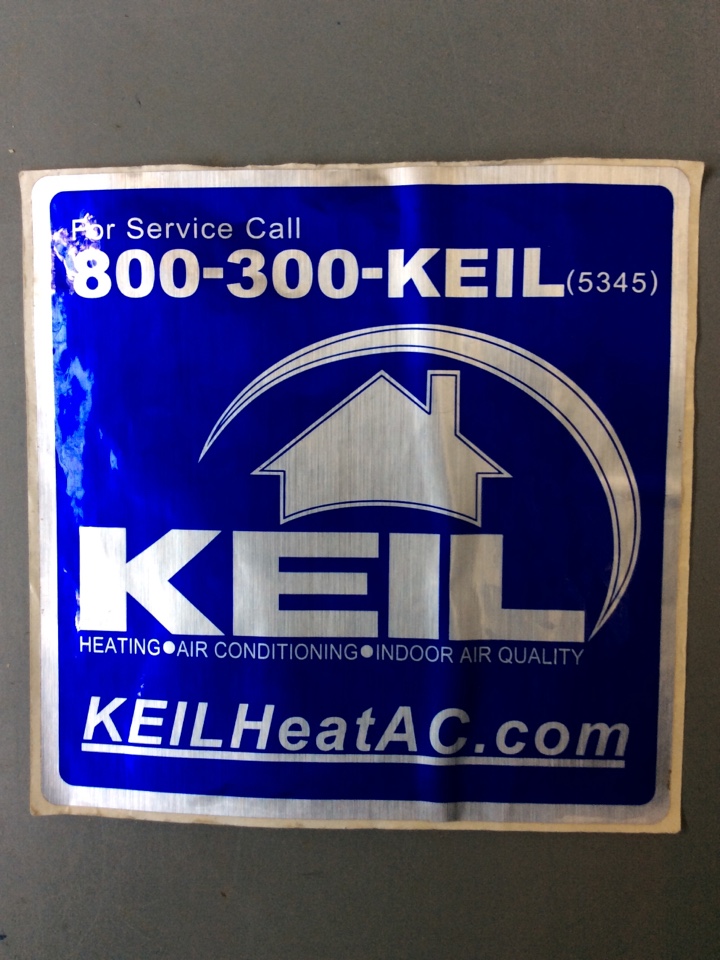 For Service Call
800-300-KEIL(5345)
KEIL
HEATING●AIR CONDITIONING●INDOOR AIR QUALITY
KEILHeatAC.com